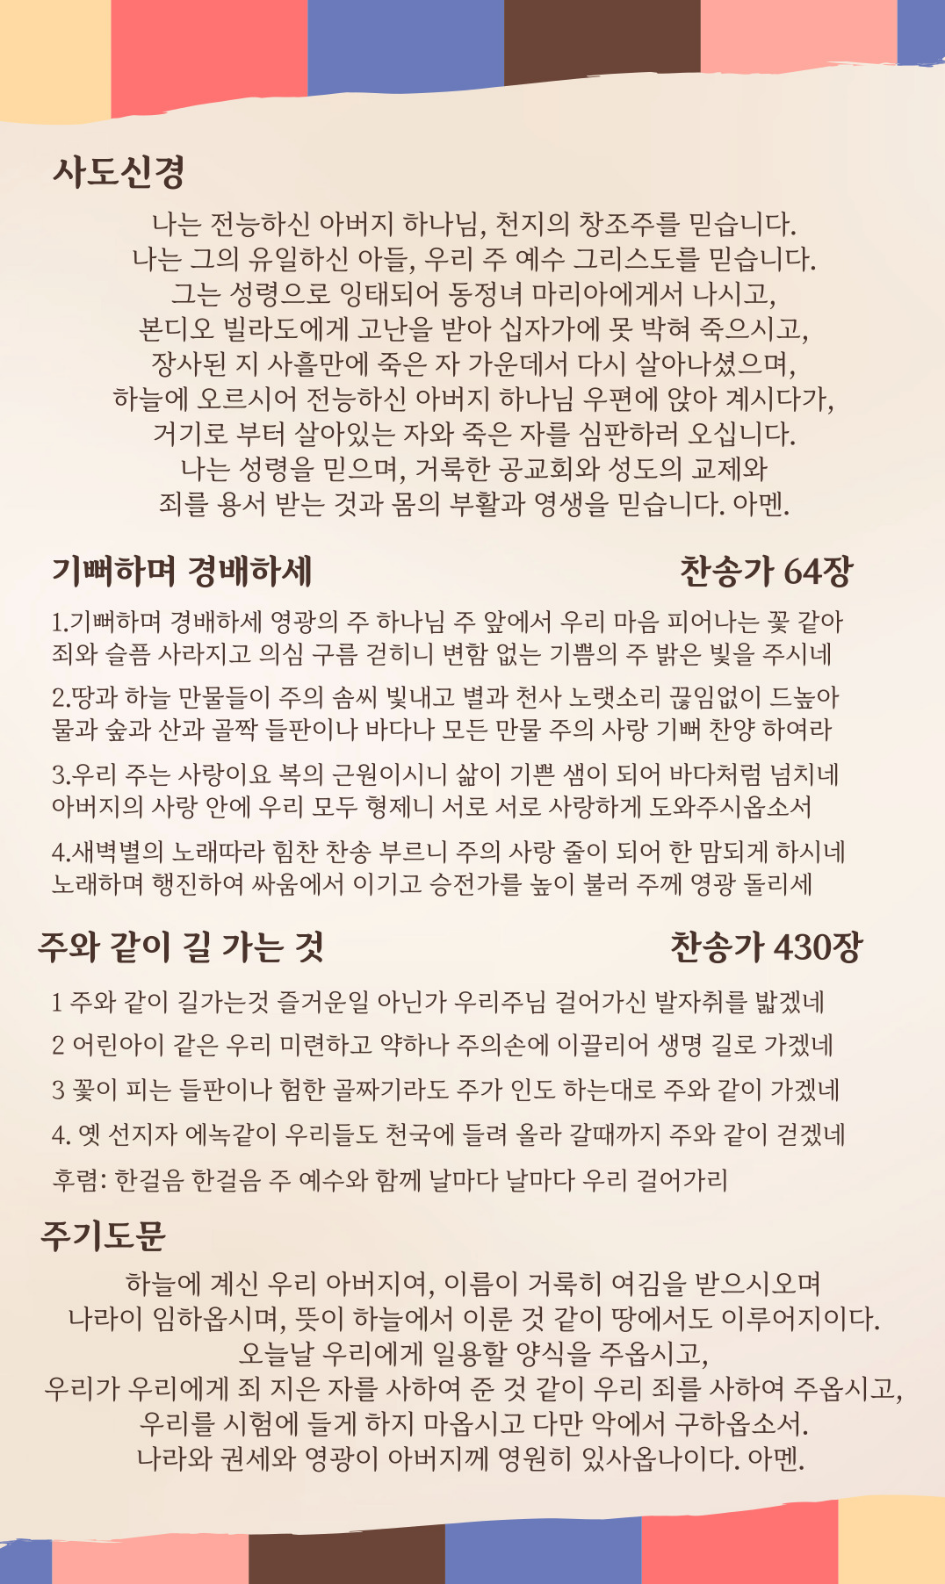 사도신경
나는 전능하신 아버지 하나님, 천지의 창조주를 믿습니다.
나는 그의 유일하신 아들, 우리 주 예수 그리스도를 믿습니다.
그는 성령으로 잉태되어 동정녀 마리아에게서 나시고,
본디오 빌라도에게 고난을 받아 십자가에 못 박혀 죽으시고,
장사된 지 사흘만에 죽은 자 가운데서 다시 살아나셨으며,
하늘에 오르시어 전능하신 아버지 하나님 우편에 앉아 계시다가,
거기로 부터 살아있는 자와 죽은 자를 심판하러 오십니다.
나는 성령을 믿으며, 거룩한 공교회와 성도의 교제와
죄를 용서 받는 것과 몸의 부활과 영생을 믿습니다. 아멘.
기뻐하며 경배하세 찬송가 64장
1.기뻐하며 경배하세 영광의 주 하나님 주 앞에서 우리 마음 피어나는 꽃 같아
죄와 슬픔 사라지고 의심 구름 걷히니 변함 없는 기쁨의 주 밝은 빛을 주시네
2.땅과 하늘 만물들이 주의 솜씨 빛내고 별과 천사 노랫소리 끊임없이 드높아
물과 숲과 산과 골짝 들판이나 바다나 모든 만물 주의 사랑 기뻐 찬양 하여라
3.우리 주는 사랑이요 복의 근원이시니 삶이 기쁜 샘이 되어 바다처럼 넘치네
아버지의 사랑 안에 우리 모두 형제니 서로 서로 사랑하게 도와주시옵소서
4.새벽별의 노래따라 힘찬 찬송 부르니 주의 사랑 줄이 되어 한 맘되게 하시네
노래하며 행진하여 싸움에서 이기고 승전가를 높이 불러 주께 영광 돌리세
주와 같이 길 가는 것 찬송가 430장
1 주와 같이 길가는것 즐거운일 아닌가 우리주님 걸어가신 발자취를 밟겠네
2 어린아이 같은 우리 미련하고 약하나 주의손에 이끌리어 생명 길로 가겠네
3 꽃이 피는 들판이나 험한 골짜기라도 주가 인도 하는대로 주와 같이 가겠네
4. 옛 선지자 에녹같이 우리들도 천국에 들려 올라 갈때까지 주와 같이 걷겠네
후렴: 한걸음 한걸음 주 예수와 함께 날마다 날마다 우리 걸어가리
주기도문
하늘에 계신 우리 아버지여, 이름이 거룩히 여김을 받으시오며
나라이 임하옵시며, 뜻이 하늘에서 이룬 것 같이 땅에서도 이루어지이다.
오늘날 우리에게 일용할 양식을 주옵시고,
우리가 우리에게 죄 지은 자를 사하여 준 것 같이 우리 죄를 사하여 주옵시고,
우리를 시험에 들게 하지 마옵시고 다만 악에서 구하옵소서.
나라와 권세와 영광이 아버지께 영원히 있사옵나이다. 아멘.